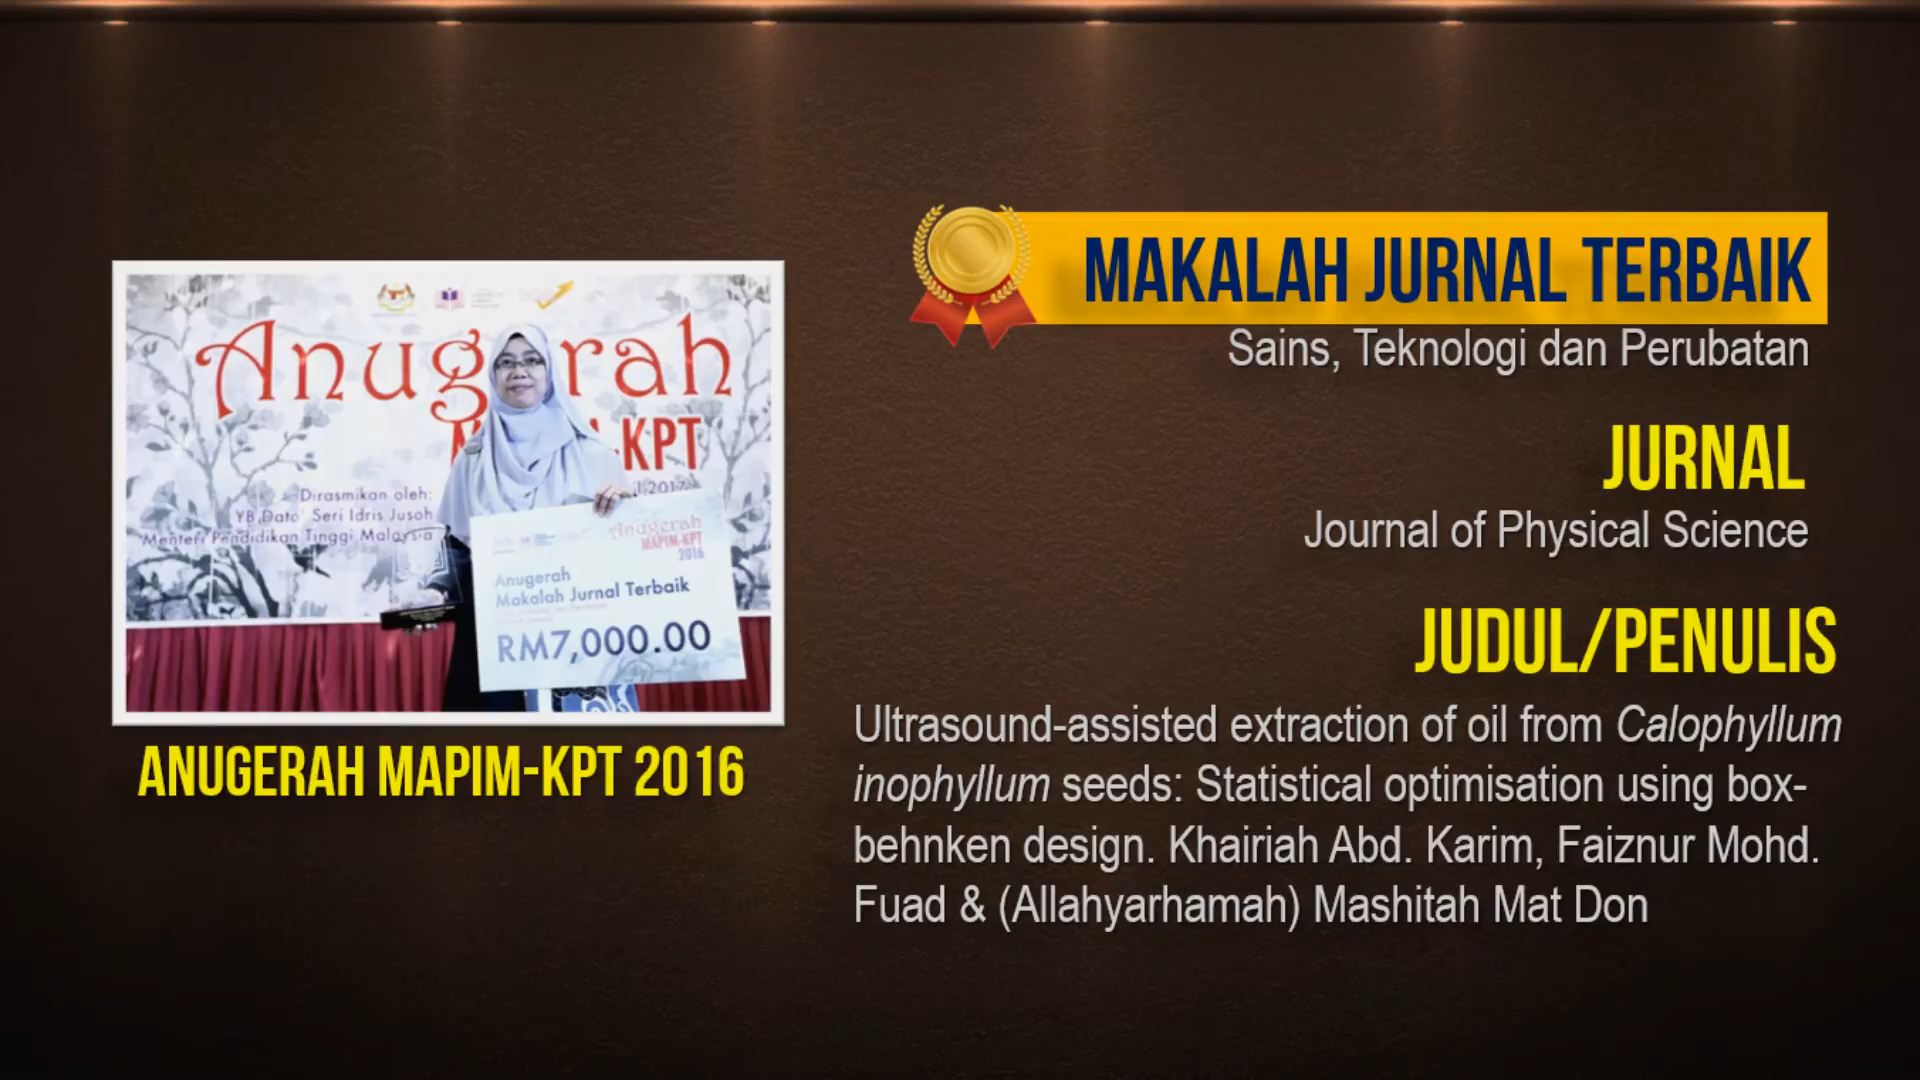 MAKALAH JURNAL TERBAIK
Sains, Teknologi dan Perubatan
JURNAL
Journal of Physical Science
JUDUL/PENULIS
Ultrasound-assisted extraction of oil from Calophyllum
inophyllum seeds: Statistical optimisation using box-
behnken design. Khairiah Abd. Karim, Faiznur Mohd.
Fuad & (Allahyarhamah) Mashitah Mat Don
Anugerah
-KPT
Dirasmikan oleh:
YB Dato' Seri Idris Jusoh
Menteri Pendidikan Tinggi Malaysia
Anugerah
MAPIM-KPT
2016
Anugerah
Makalah Jurnal Terbaik
RM7,000.00
ANUGERAH MAPIM-KPT 2016